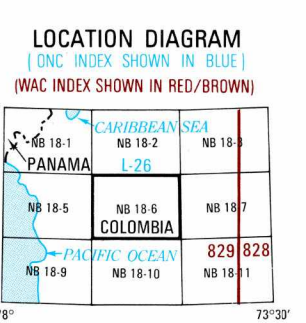 LOCATION DIAGRAM
( ONC INDEX SHOWN IN BLUE )
(WAC INDEX SHOWN IN RED/BROWN)
CARIBBEAN SEA
NB 18-1 NB 18-2 NB 18-3
PANAMA L-26
NB 18-5 NB 18-6 NB 18-7
COLOMBIA
PACIFIC OCEAN 829 828
NB 18-9 NB 18-10 NB 18-11
8° 73°30'